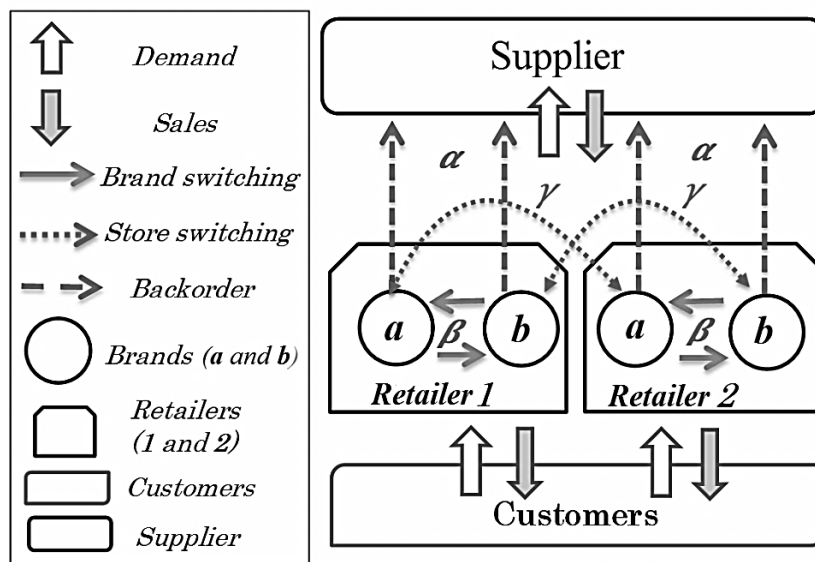 Demand
Sales
Brand switching
Store switching
Backorder
Brands (a and b)
Retailers
(1 and 2)
Customers
Supplier
Supplier
α
α
γ
γ
a
b
a
b
β
β
Retailer 1
Retailer 2
Customers